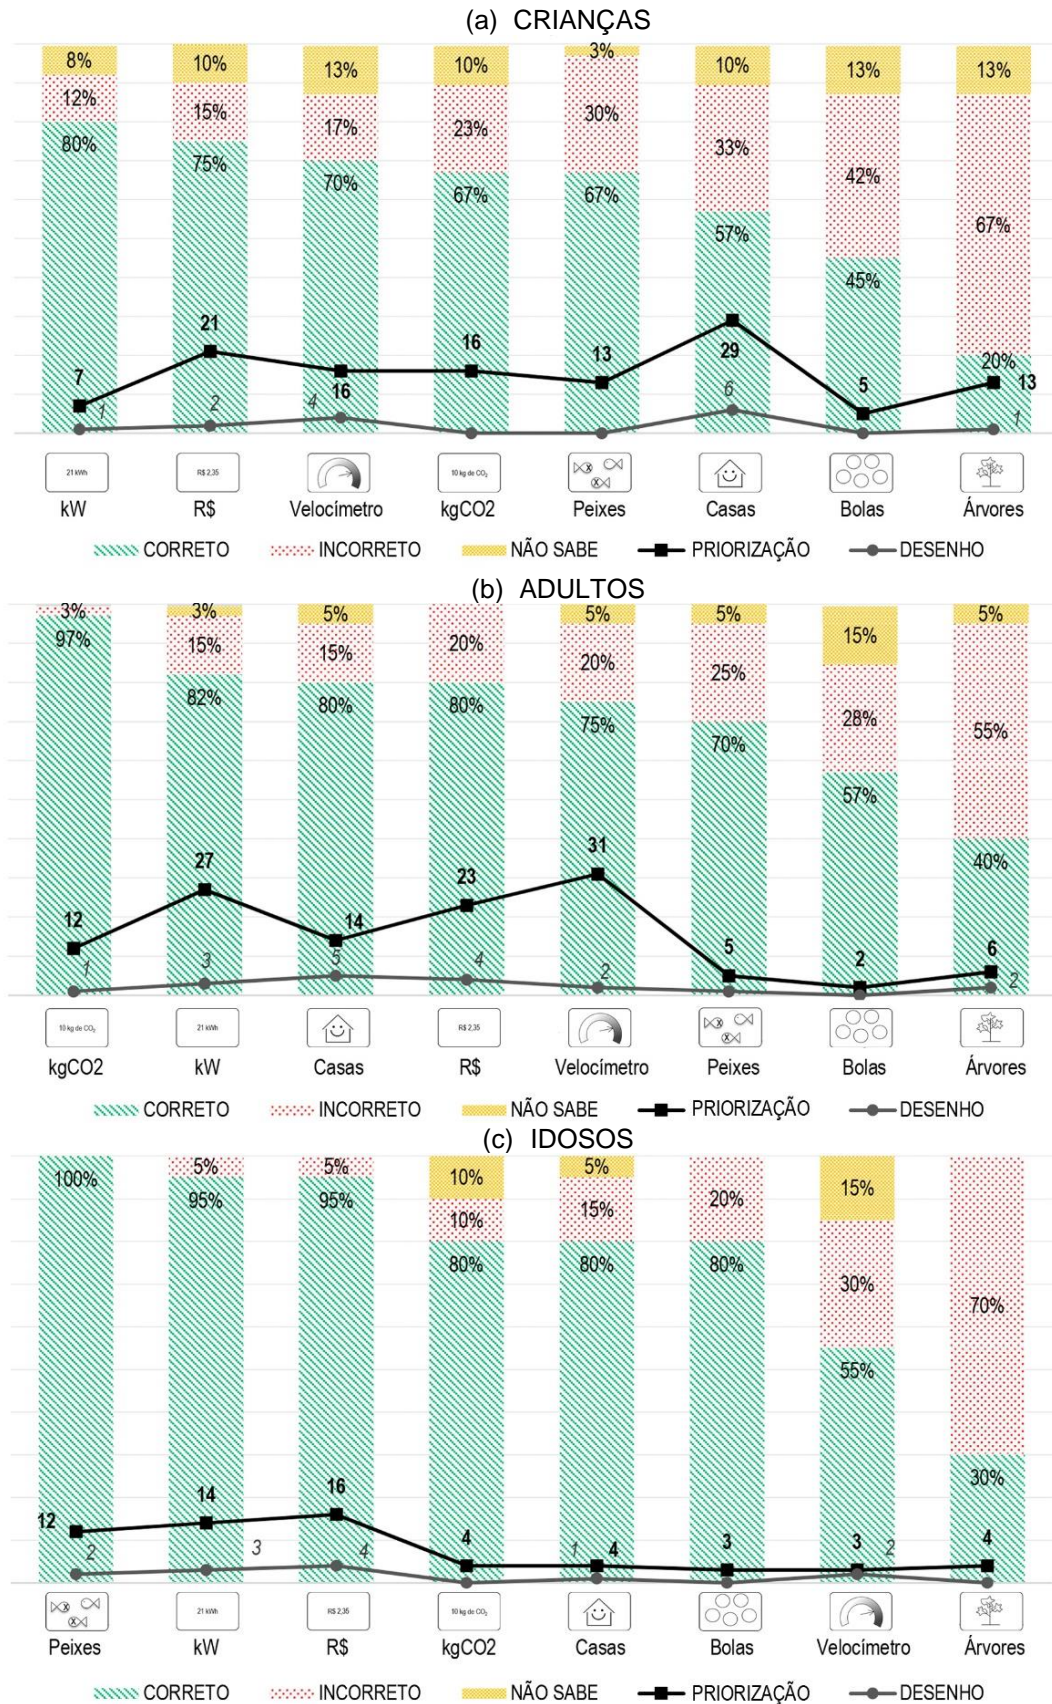 (a) CRIANÇAS
8% 10% 13% 10% 3% 10% 13% 13%
12% 15% 17% 23% 30% 33% 42% 67%
80% 75% 70% 67% 67% 57% 45% 20%
7 21 16 16 13 29 5 13
1 2 4 6 1
21 kWh R$ 2,35 10 kg de CO₂
kW R$ Velocímetro kgCO2 Peixes Casas Bolas Árvores
CORRETO INCORRETO NÃO SABE PRIORIZAÇÃO DESENHO
(b) ADULTOS
3% 3% 5% 20% 5% 5% 15% 5%
97% 15% 15% 80% 20% 25% 28% 55%
82% 80% 75% 70% 57% 40%
12 27 14 23 31 5 2 6
1 3 5 4 2 2
10 kg de CO₂ 21 kWh R$ 2,35
kgCO2 kW Casas R$ Velocímetro Peixes Bolas Árvores
CORRETO INCORRETO NÃO SABE PRIORIZAÇÃO DESENHO
(c) IDOSOS
100% 5% 5% 10% 5% 20% 15% 70%
95% 95% 10% 15% 80% 30% 30%
80% 80% 55%
12 14 16 4 4 3 3 4
2 3 4 1 2
21 kWh R$ 2,35 10 kg de CO₂
Peixes kW R$ kgCO2 Casas Bolas Velocímetro Árvores
CORRETO INCORRETO NÃO SABE PRIORIZAÇÃO DESENHO